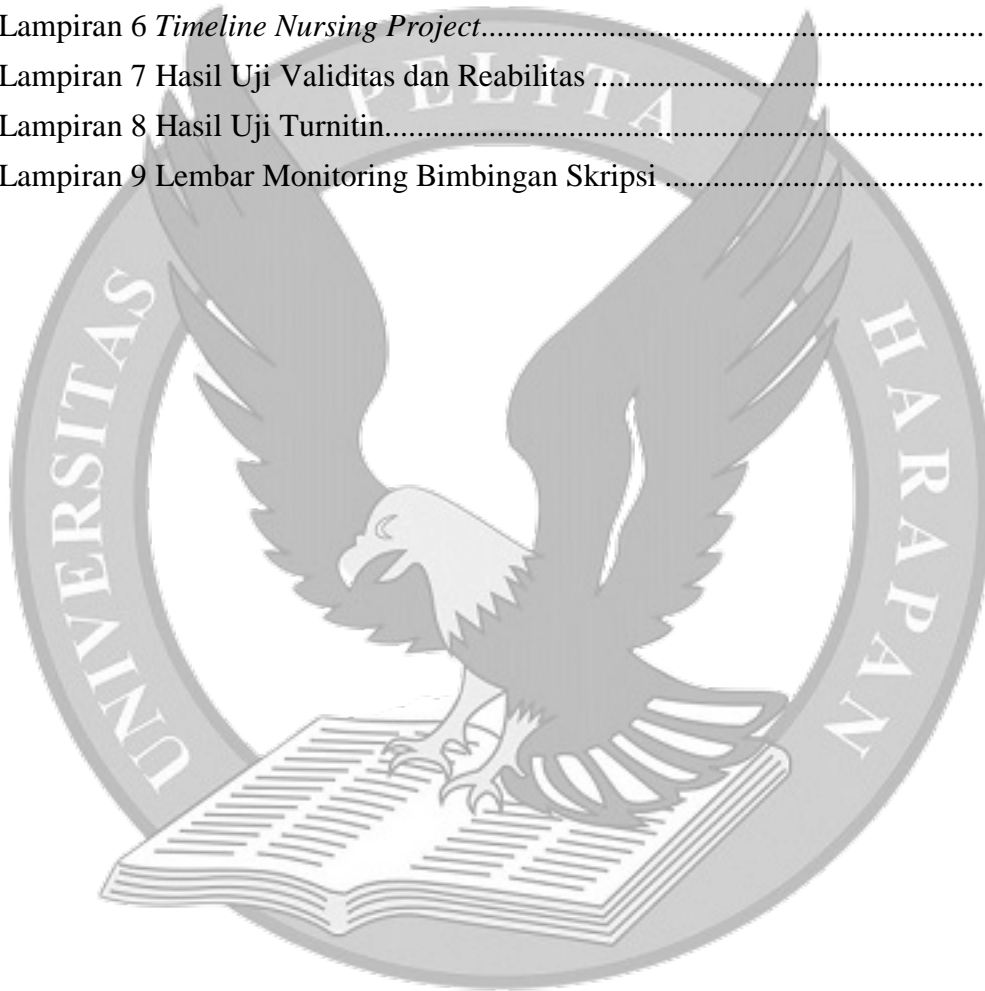 Lampiran 6 Timeline Nursing Project................................................................
Lampiran 7 Hasil Uji Validitas dan Reabilitas .................................................
Lampiran 8 Hasil Uji Turnitin............................................................................
Lampiran 9 Lembar Monitoring Bimbingan Skripsi ........................................
UNIVERSITAS PELITA HARAPAN